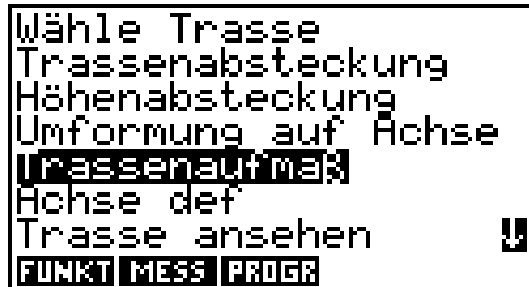 Wähle Trasse
Trassenabsteckung
Höhenabsteckung
Umformung auf Achse
Trassenaufmaß
Achse def
Trasse ansehen
FUNKT MESS PROGR